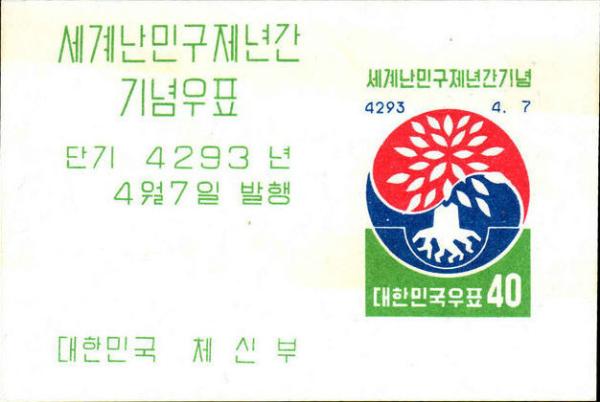 세계난민구제년간
기념우표
단기 4293 년
4월7일 발행
대한민국 체 신 부
세계난민구제년간기념
4293 4. 7
대한민국우표 40